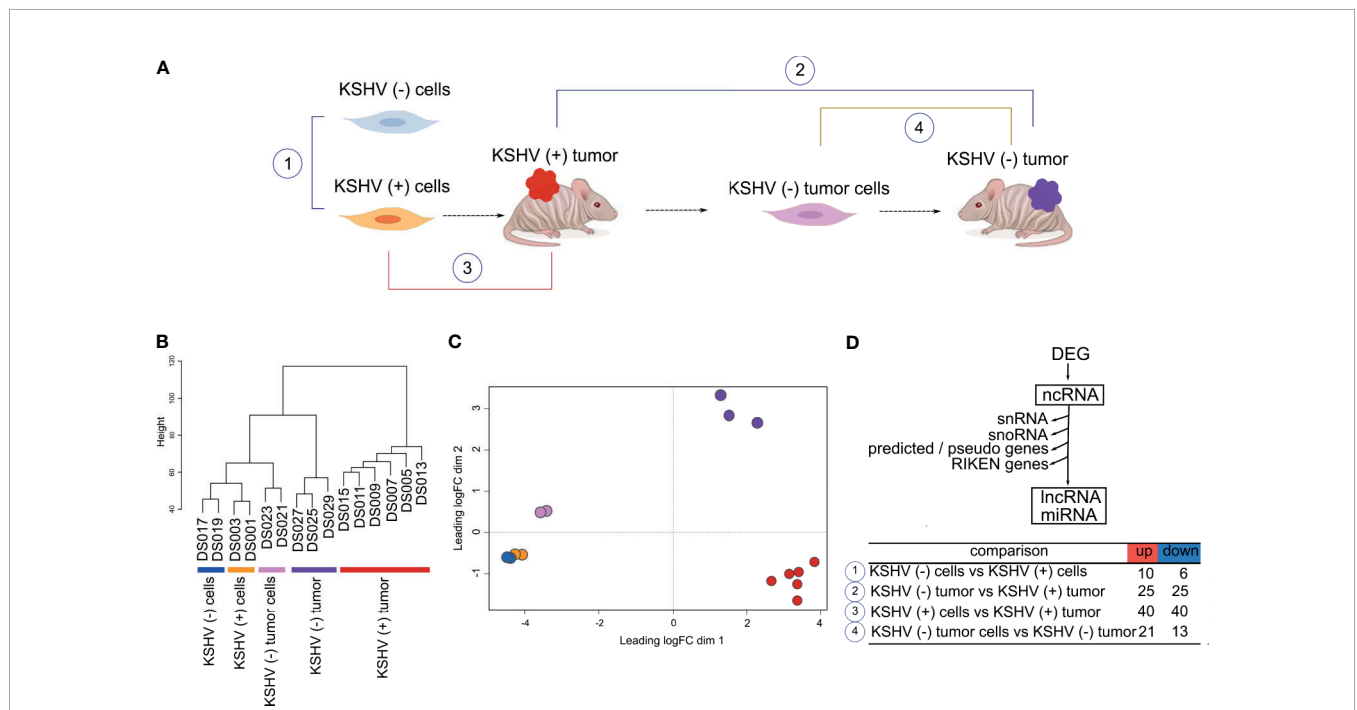 A
2
KSHV (-) cells
4
KSHV (+) tumor
KSHV (-) tumor
1
KSHV (+) cells
KSHV (-) tumor cells
3
B
Height
120
100
80
60
40
DS017
DS019
DS003
DS001
DS023
DS021
DS027
DS025
DS029
DS015
DS011
DS009
DS007
DS005
DS013
KSHV (-) cells
KSHV (+) cells
KSHV (-) tumor cells
KSHV (-) tumor
KSHV (+) tumor
C
Leading logFC dim 2
3
2
1
0
-1
-4
-2
0
2
4
Leading logFC dim 1
D
DEG
ncRNA
snRNA
snoRNA
predicted / pseudo genes
RIKEN genes
lncRNA
miRNA
comparison up down
1 KSHV (-) cells vs KSHV (+) cells 10 6
2 KSHV (-) tumor vs KSHV (+) tumor 25 25
3 KSHV (+) cells vs KSHV (+) tumor 40 40
4 KSHV (-) tumor cells vs KSHV (-) tumor 21 13